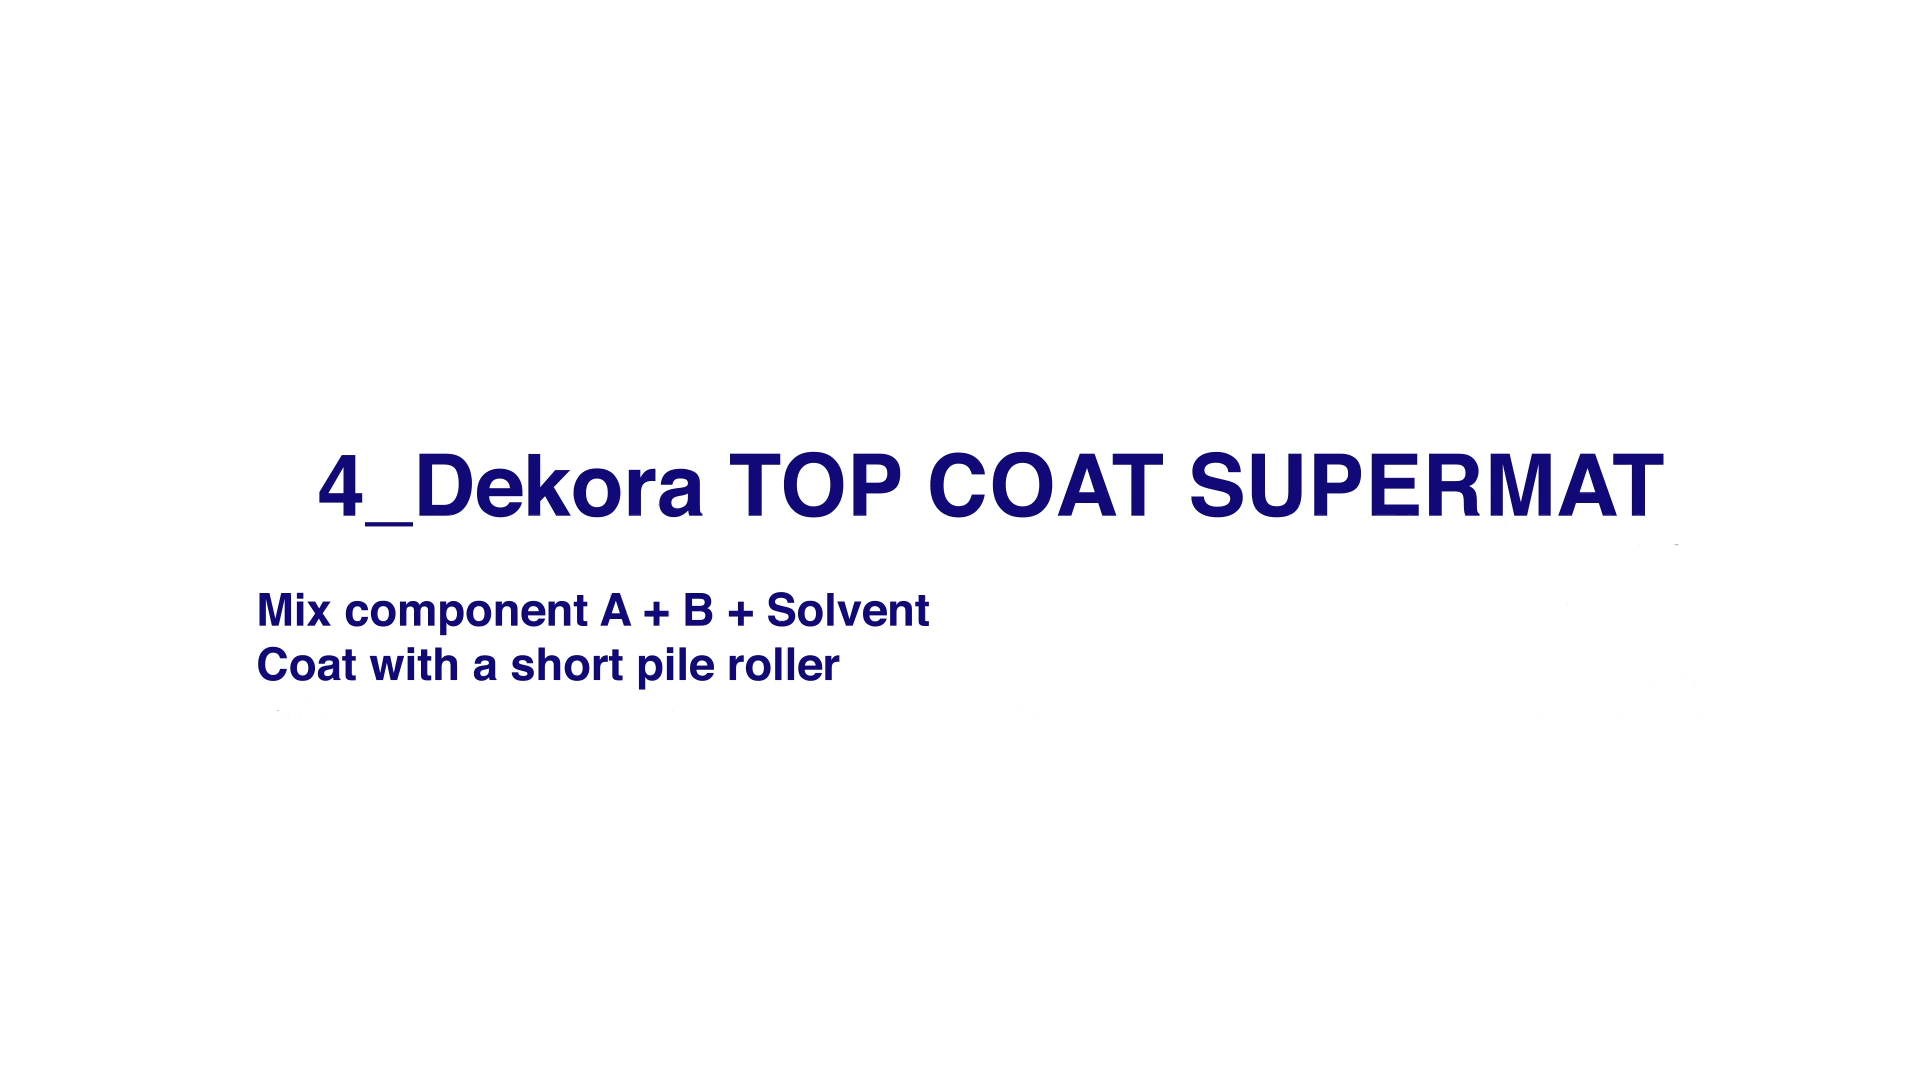 4_Dekora TOP COAT SUPERMAT
Mix component A + B + Solvent
Coat with a short pile roller